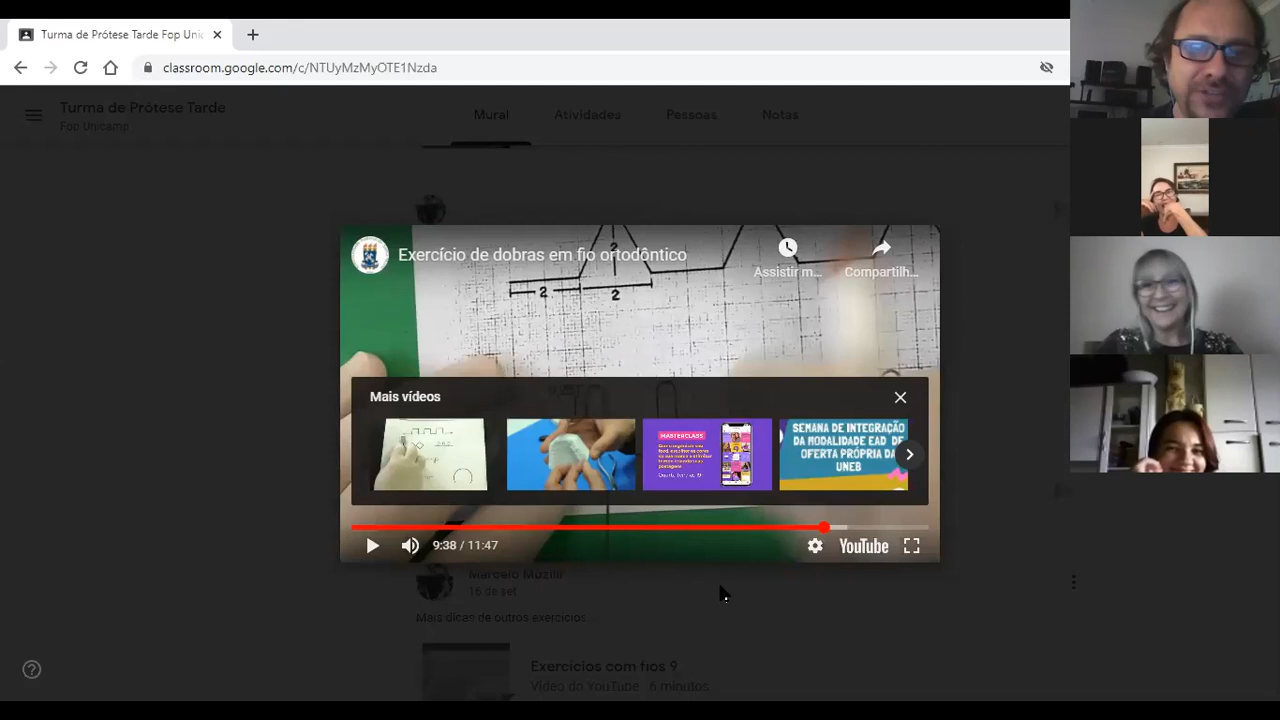 Turma de Prótese Tarde Fop Unic
classroom.google.com/c/NTUyMzMyOTE1Nzda
Turma de Prótese Tarde
Fop Unicamp
Mural
Atividades
Pessoas
Notas
Exercício de dobras em fio ortodôntico
Assistir m...
Compartilh...
2
2
2
Mais vídeos
MASTERCLASS
SEMANA DE INTEGRAÇÃO
DA MODALIDADE EAD DE
OFERTA PRÓPRIA DA
UNEB
9:38 / 11:47
YouTube
Marcelo Muzilli
16 de set
Mais dicas de outros exercícios.
Exercícios com fios 9
Vídeo do YouTube 6 minutos